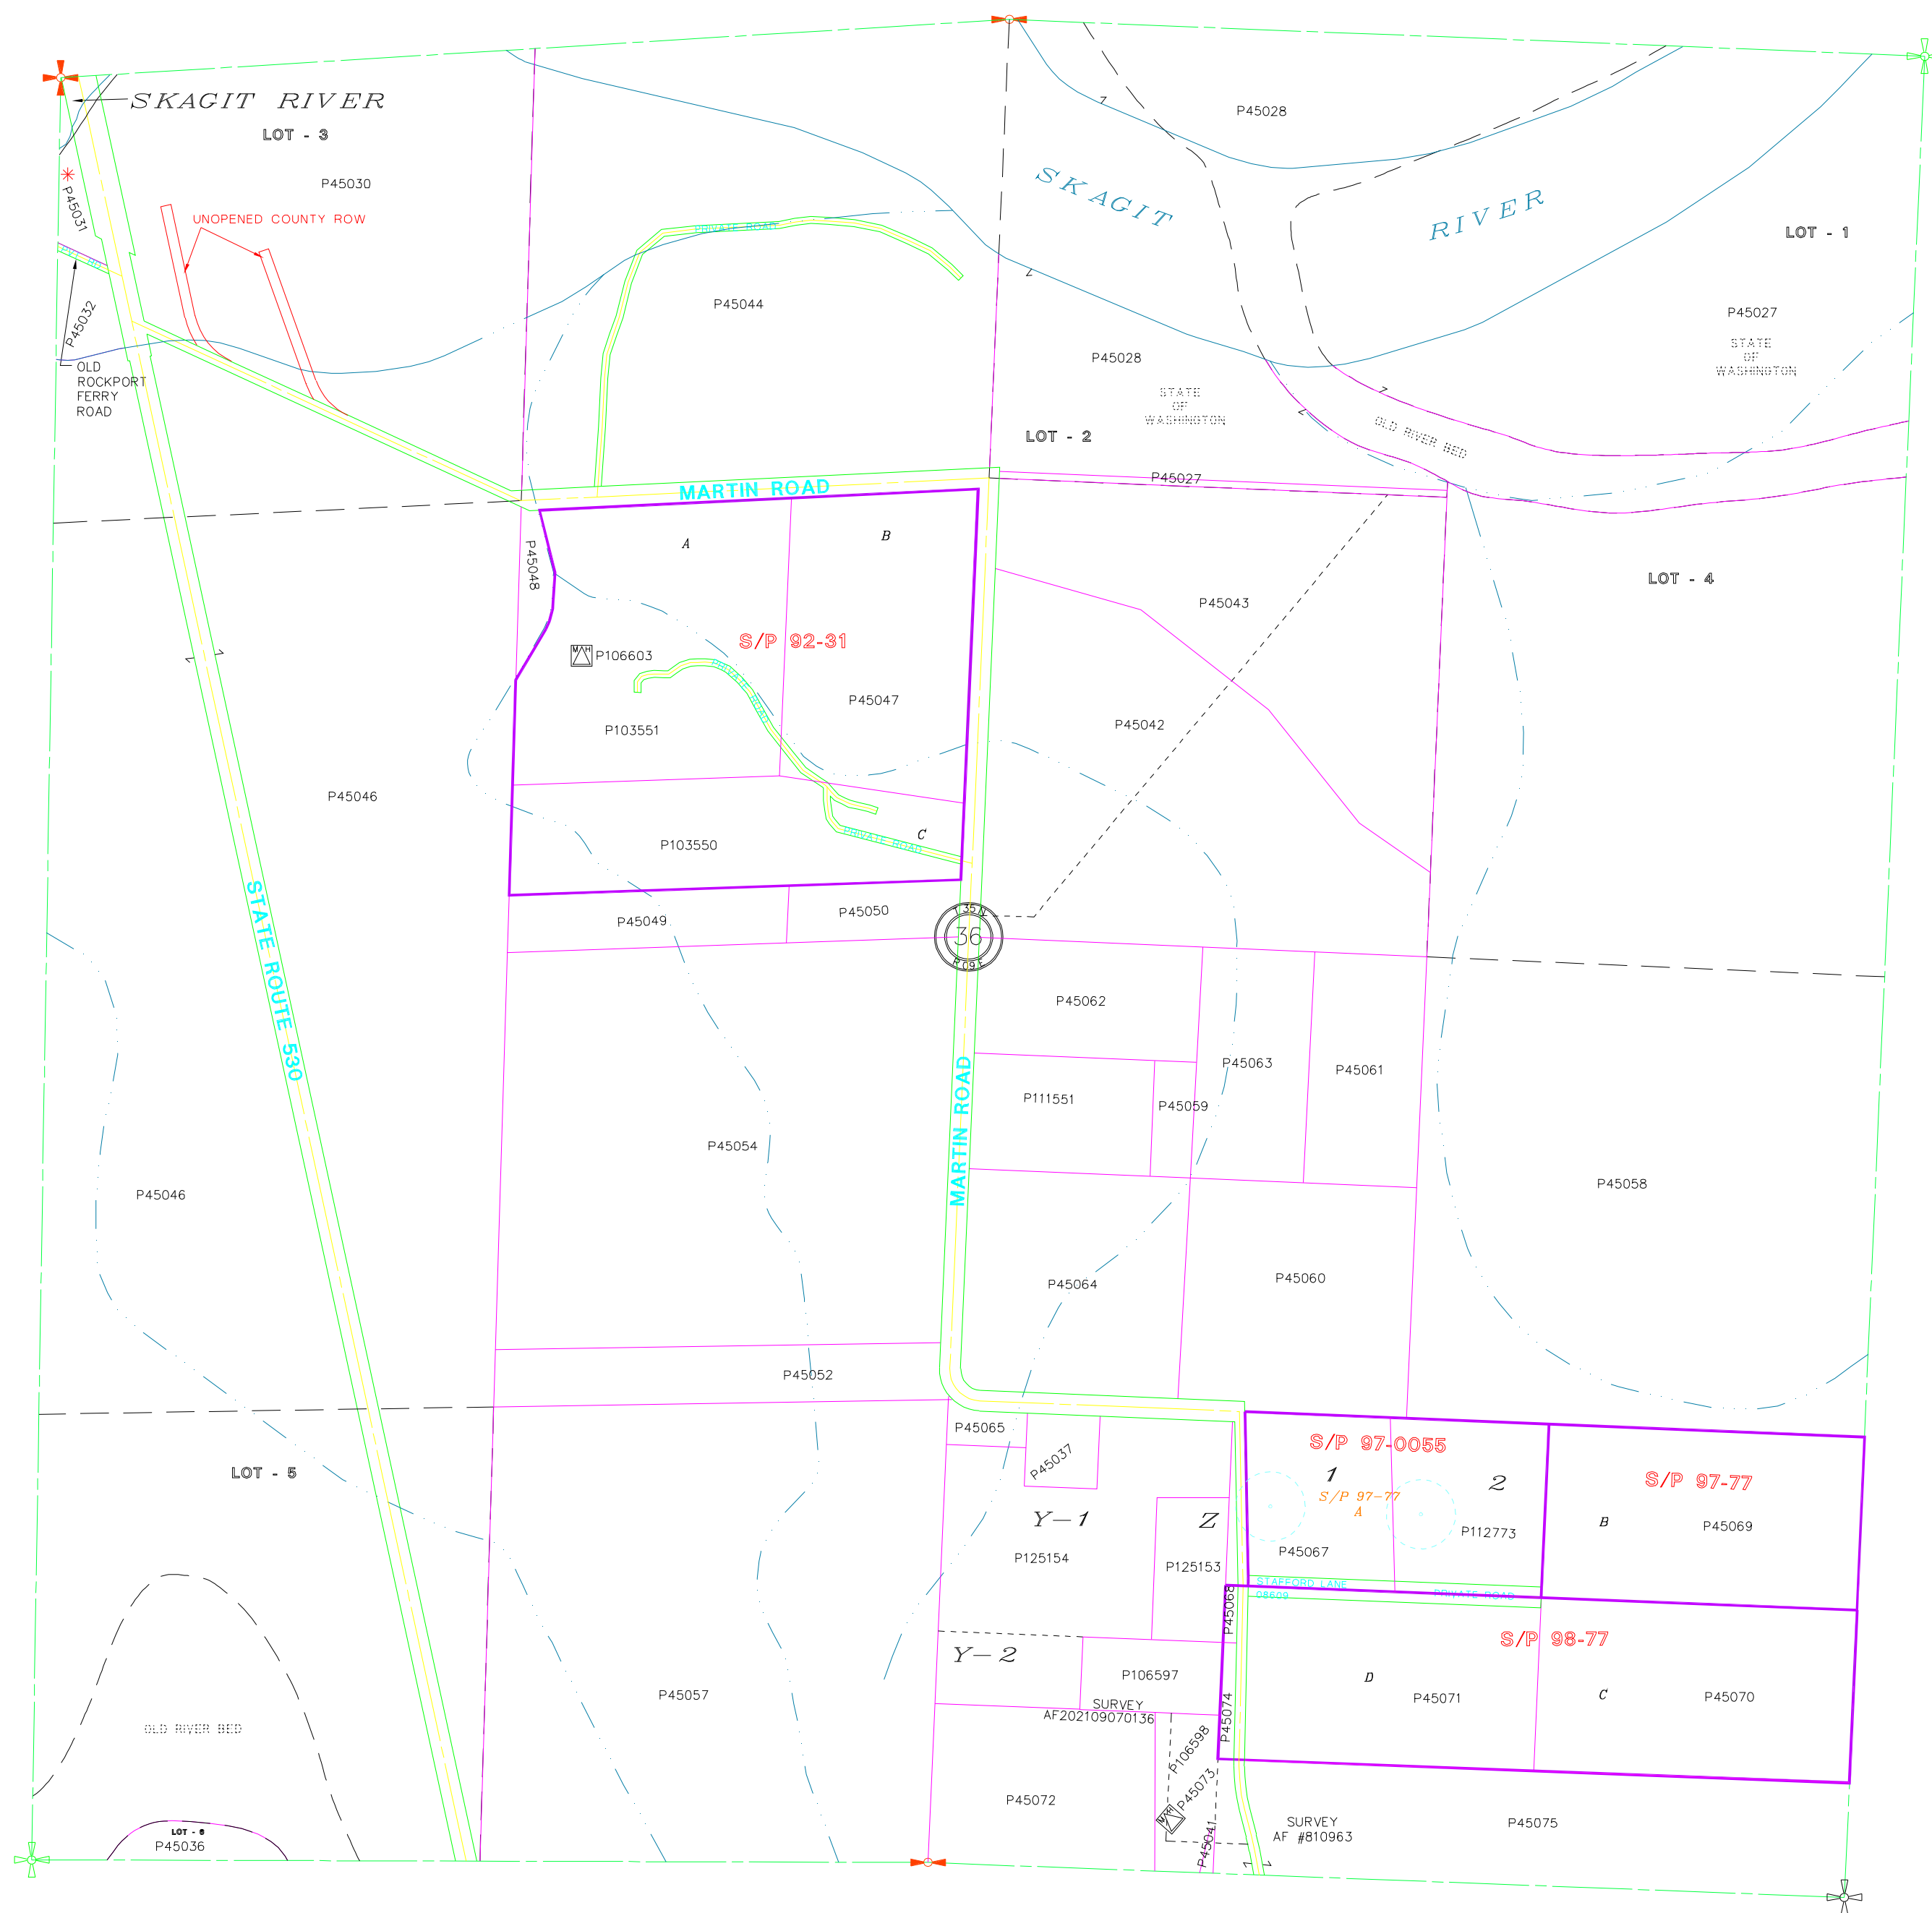 SKAGIT RIVER
LOT - 3
P45030
P45031
UNOPENED COUNTY ROW
P45032
OLD
ROCKPORT
FERRY
ROAD
PRIVATE ROAD
P45044
P45028
SKAGIT
RIVER
LOT - 1
P45027
STATE
OF
WASHINGTON
P45028
STATE
OF
WASHINGTON
LOT - 2
OLD RIVER BED
P45027
MARTIN ROAD
P45048
A
B
S/P 92-31
M H
P106603
PRIVATE ROAD
P45047
P103551
C
PRIVATE ROAD
P103550
P45043
P45042
LOT - 4
P45046
P45049
P45050
T 35 N
36
R 09 E
STATE ROUTE 530
P45062
P45063
P45061
P111551
P45059
MARTIN ROAD
P45054
P45046
P45058
P45064
P45060
P45052
LOT - 5
P45065
P45037
S/P 97-0055
1
2
S/P 97-77
A
S/P 97-77
B
P45069
P112773
P45067
Y-1
Z
P125154
P125153
STAFFORD LANE
08609
PRIVATE ROAD
P45068
S/P 98-77
Y-2
P106597
D
P45071
C
P45070
P45057
SURVEY
AF202109070136
P45074
P106598
P45073
M H
P45072
P45041
SURVEY
AF #810963
P45075
OLD RIVER BED
LOT - 6
P45036